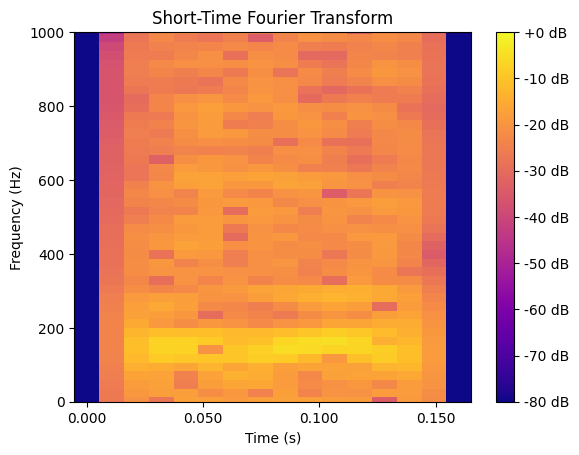 Short-Time Fourier Transform
1000
800
600
400
200
0
Frequency (Hz)
0.000
0.050
0.100
0.150
Time (s)
+0 dB
-10 dB
-20 dB
-30 dB
-40 dB
-50 dB
-60 dB
-70 dB
-80 dB